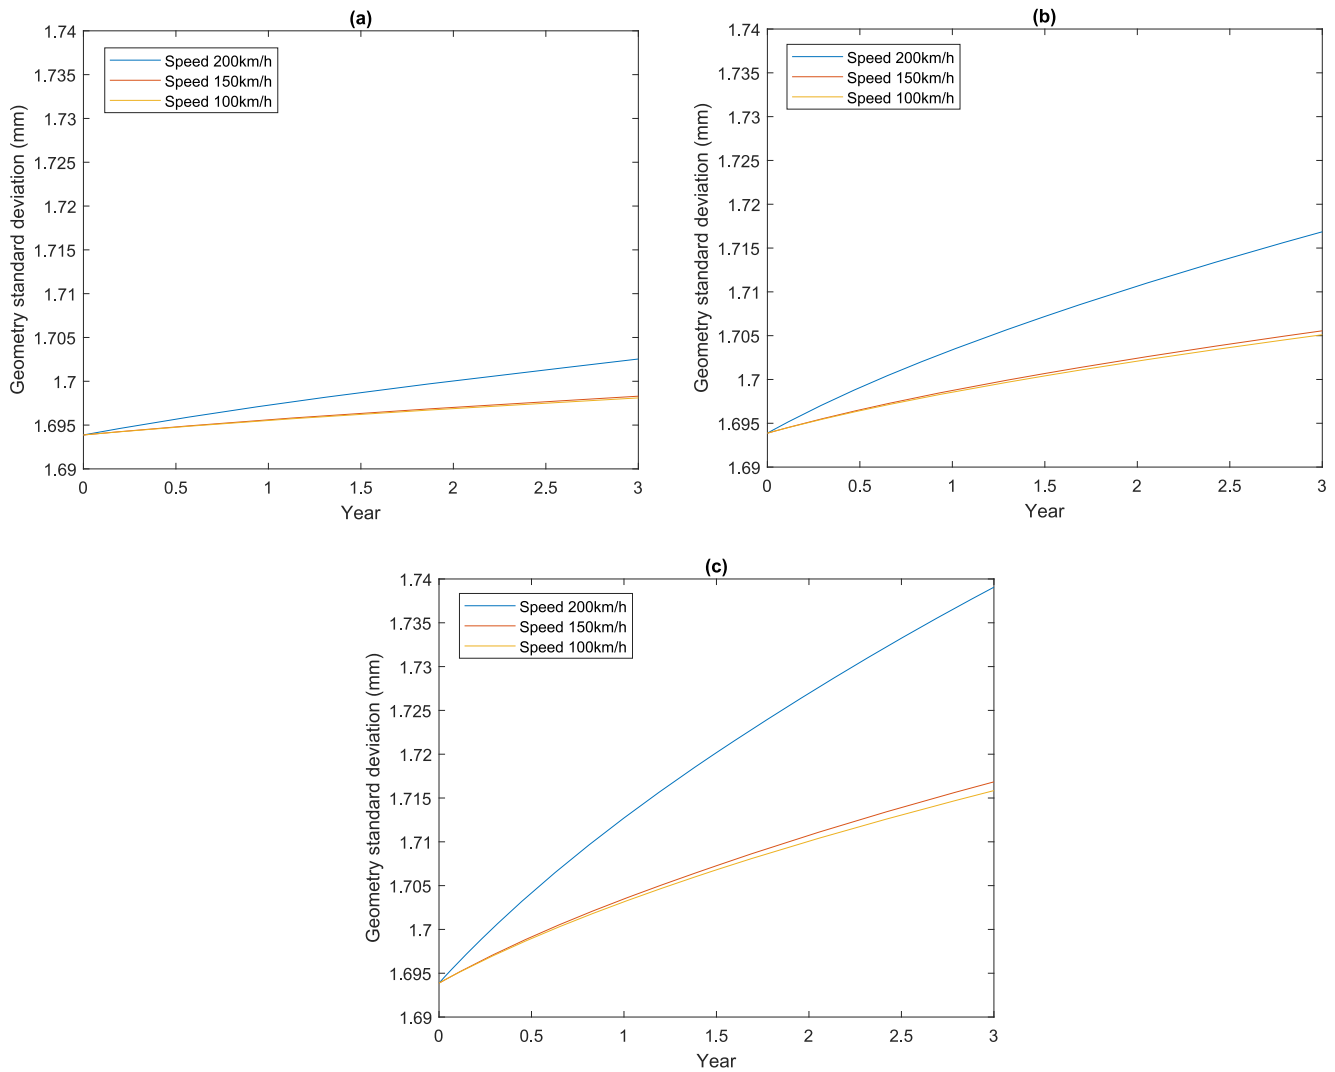 (a)
1.74
1.735
1.73
1.725
1.72
1.715
1.71
1.705
1.7
1.695
1.69
Geometry standard deviation (mm)
Speed 200km/h
Speed 150km/h
Speed 100km/h
0 0.5 1 1.5 2 2.5 3
Year
(b)
1.74
1.735
1.73
1.725
1.72
1.715
1.71
1.705
1.7
1.695
1.69
Geometry standard deviation (mm)
Speed 200km/h
Speed 150km/h
Speed 100km/h
0 0.5 1 1.5 2 2.5 3
Year
(c)
1.74
1.735
1.73
1.725
1.72
1.715
1.71
1.705
1.7
1.695
1.69
Geometry standard deviation (mm)
Speed 200km/h
Speed 150km/h
Speed 100km/h
0 0.5 1 1.5 2 2.5 3
Year